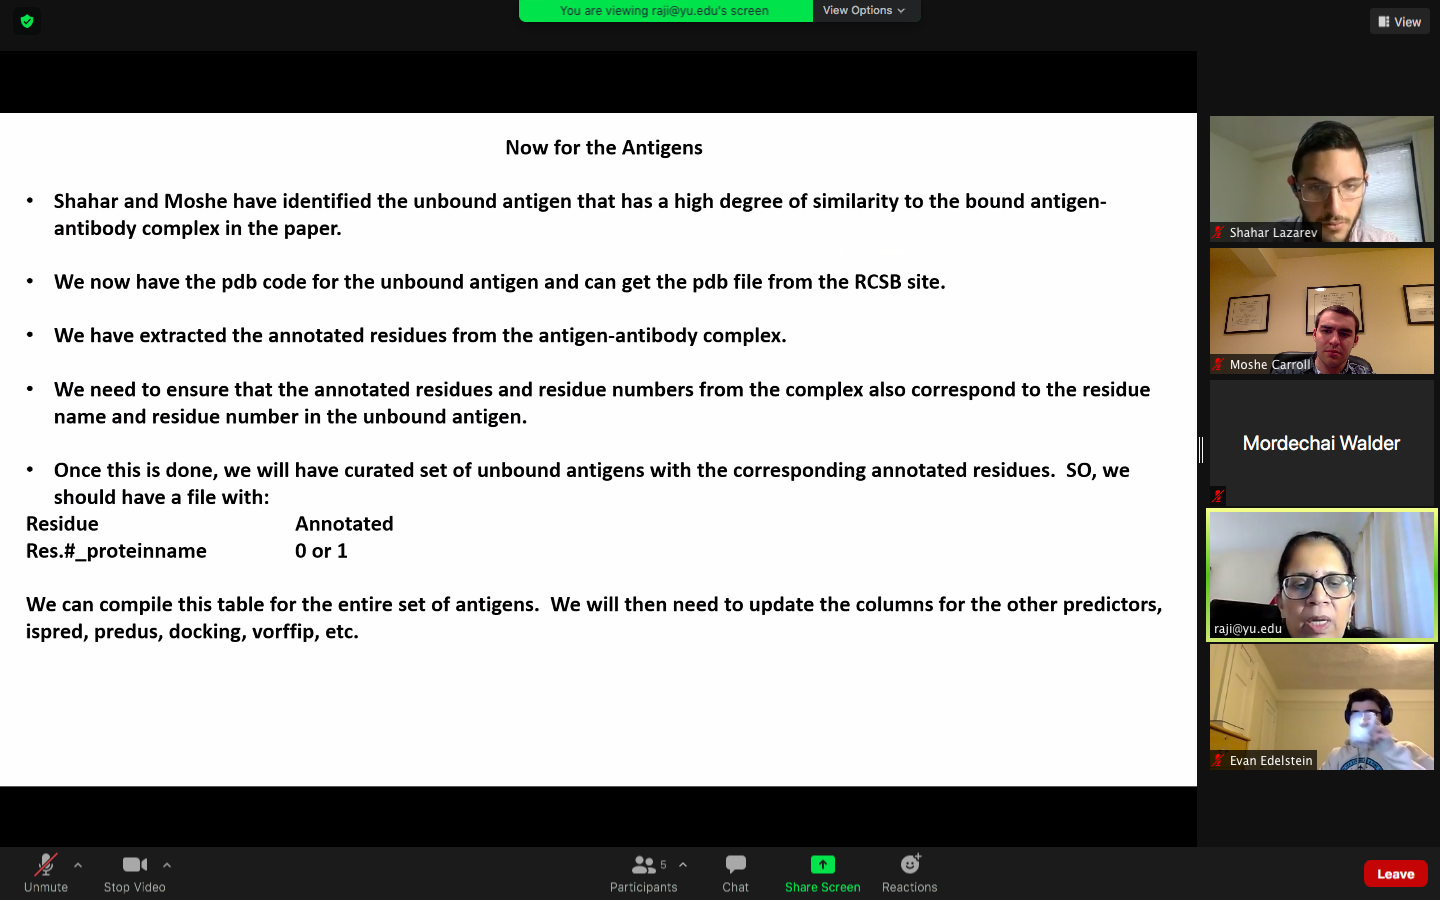 You are viewing raji@yu.edu's screen
View Options
View
Now for the Antigens
• Shahar and Moshe have identified the unbound antigen that has a high degree of similarity to the bound antigen-
antibody complex in the paper.
• We now have the pdb code for the unbound antigen and can get the pdb file from the RCSB site.
• We have extracted the annotated residues from the antigen-antibody complex.
• We need to ensure that the annotated residues and residue numbers from the complex also correspond to the residue
name and residue number in the unbound antigen.
• Once this is done, we will have curated set of unbound antigens with the corresponding annotated residues.  SO, we
should have a file with:
Residue Annotated
Res.#_proteinname 0 or 1
We can compile this table for the entire set of antigens.  We will then need to update the columns for the other predictors,
ispred, predus, docking, vorffip, etc.
Shahar Lazarev
Moshe Carroll
Mordechai Walder
raji@yu.edu
Evan Edelstein
Unmute
Stop Video
5
Participants
Chat
Share Screen
Reactions
Leave